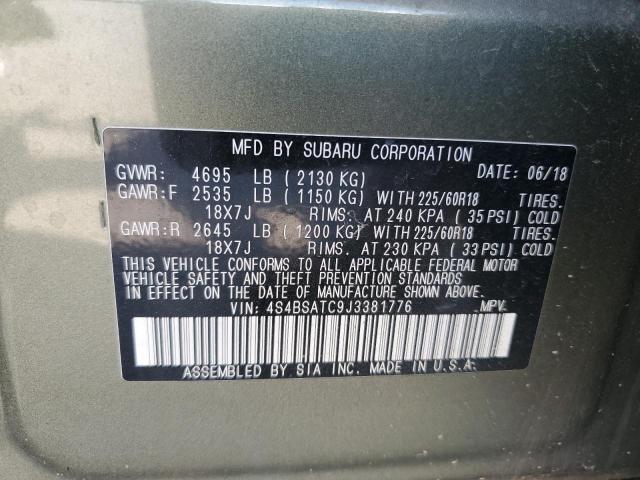 MFD BY SUBARU CORPORATION
GVWR: 4695 LB ( 2130 KG) DATE: 06/18
GAWR:F 2535 LB ( 1150 KG) WITH 225/60R18 TIRES.
18X7J RIMS: AT 240 KPA ( 35 PSI) COLD
GAWR:R 2645 LB ( 1200 KG) WITH 225/60R18 TIRES.
18X7J RIMS. AT 230 KPA ( 33 PSI) COLD
THIS VEHICLE CONFORMS TO ALL APPLICABLE FEDERAL MOTOR
VEHICLE SAFETY AND THEFT PREVENTION STANDARDS
IN EFFECT ON THE DATE OF MANUFACTURE SHOWN ABOVE.
VIN: 4S4BSATC9J3381776 MPV
ASSEMBLED BY SIA INC. MADE IN U.S.A.